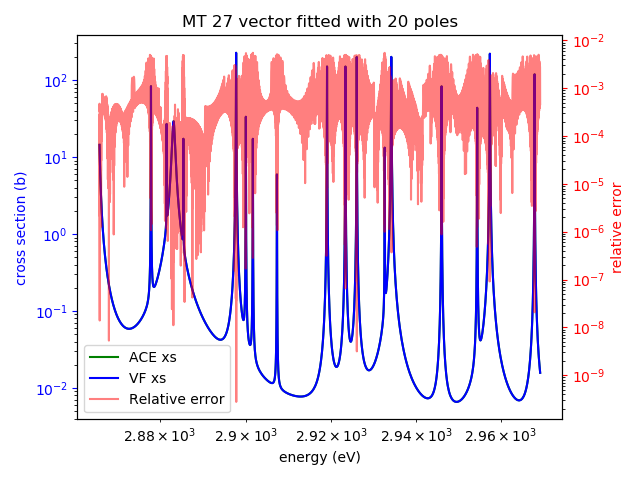 MT 27 vector fitted with 20 poles
cross section (b)
10²
10¹
10⁰
10⁻¹
10⁻²
10⁻²
10⁻³
10⁻⁴
10⁻⁵
10⁻⁶
10⁻⁷
10⁻⁸
10⁻⁹
relative error
ACE xs
VF xs
Relative error
2.88×10³ 2.9×10³ 2.92×10³ 2.94×10³ 2.96×10³
energy (eV)